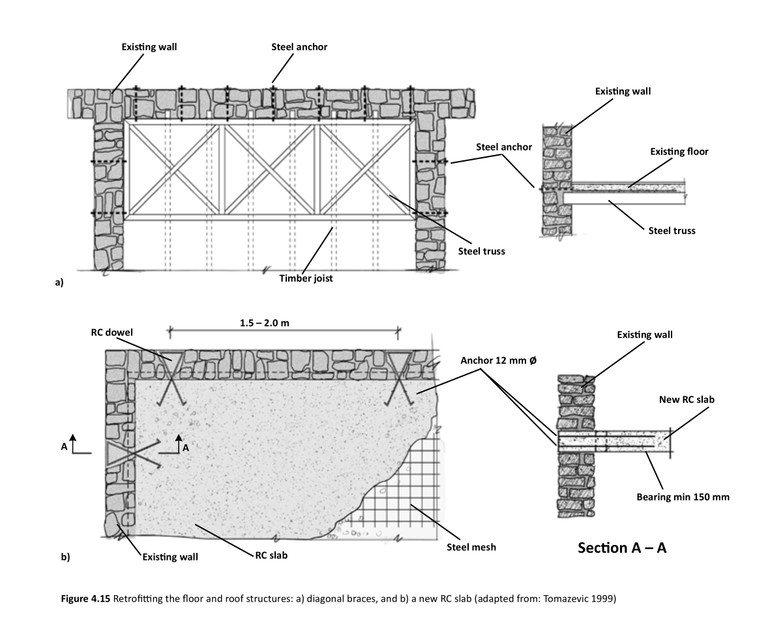 Existing wall
Steel anchor
Existing wall
Steel anchor
Existing floor
Steel truss
Steel truss
Timber joist
a)
1.5 – 2.0 m
RC dowel
Existing wall
Anchor 12 mm Ø
New RC slab
A
A
Bearing min 150 mm
Steel mesh
Section A – A
b)
Existing wall
RC slab
Figure 4.15 Retrofitting the floor and roof structures: a) diagonal braces, and b) a new RC slab (adapted from: Tomazevic 1999)